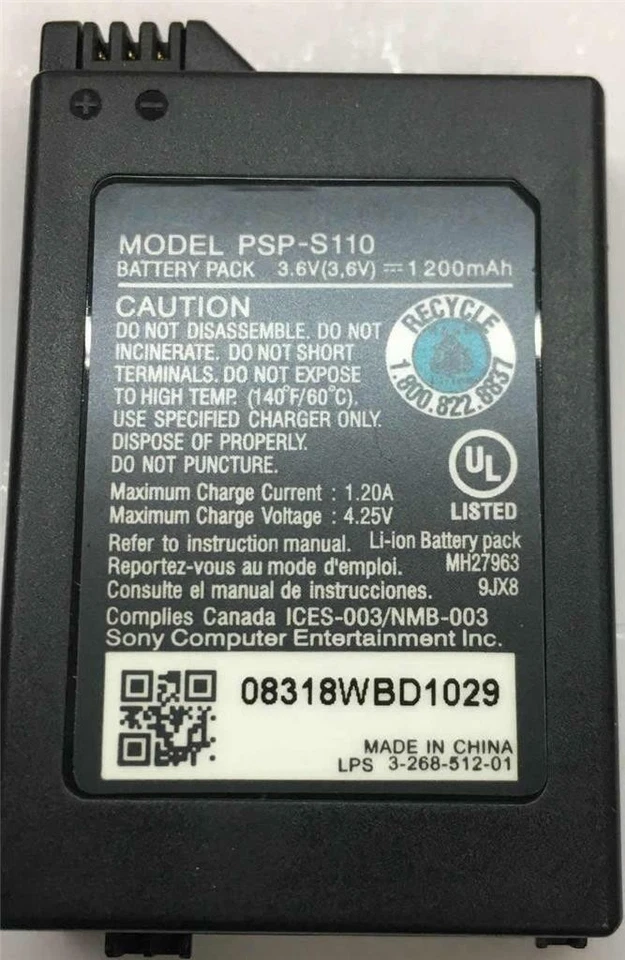 + −
MODEL PSP-S110
BATTERY PACK 3.6V(3,6V) ⎓ 1 200mAh
CAUTION
DO NOT DISASSEMBLE. DO NOT
INCINERATE. DO NOT SHORT
TERMINALS. DO NOT EXPOSE
TO HIGH TEMP. (140°F/60°C).
USE SPECIFIED CHARGER ONLY.
DISPOSE OF PROPERLY.
DO NOT PUNCTURE.
RECYCLE
1.800.822.8837
UL
LISTED
Maximum Charge Current : 1.20A
Maximum Charge Voltage : 4.25V
Refer to instruction manual. Li-ion Battery pack
Reportez-vous au mode d'emploi. MH27963
Consulte el manual de instrucciones. 9JX8
Complies Canada ICES-003/NMB-003
Sony Computer Entertainment Inc.
08318WBD1029
MADE IN CHINA
LPS 3-268-512-01